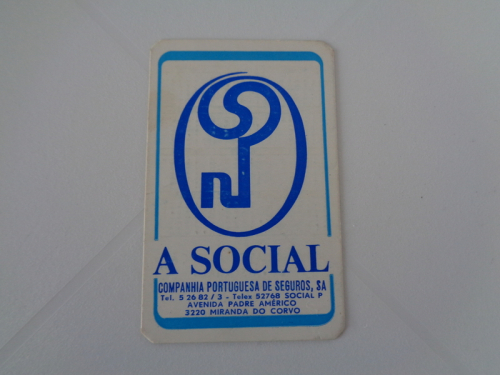 A SOCIAL
COMPANHIA PORTUGUESA DE SEGUROS, SA
Tel. 5 26 82 / 3 - Telex 52768 SOCIAL P
AVENIDA PADRE AMÉRICO
3220 MIRANDA DO CORVO